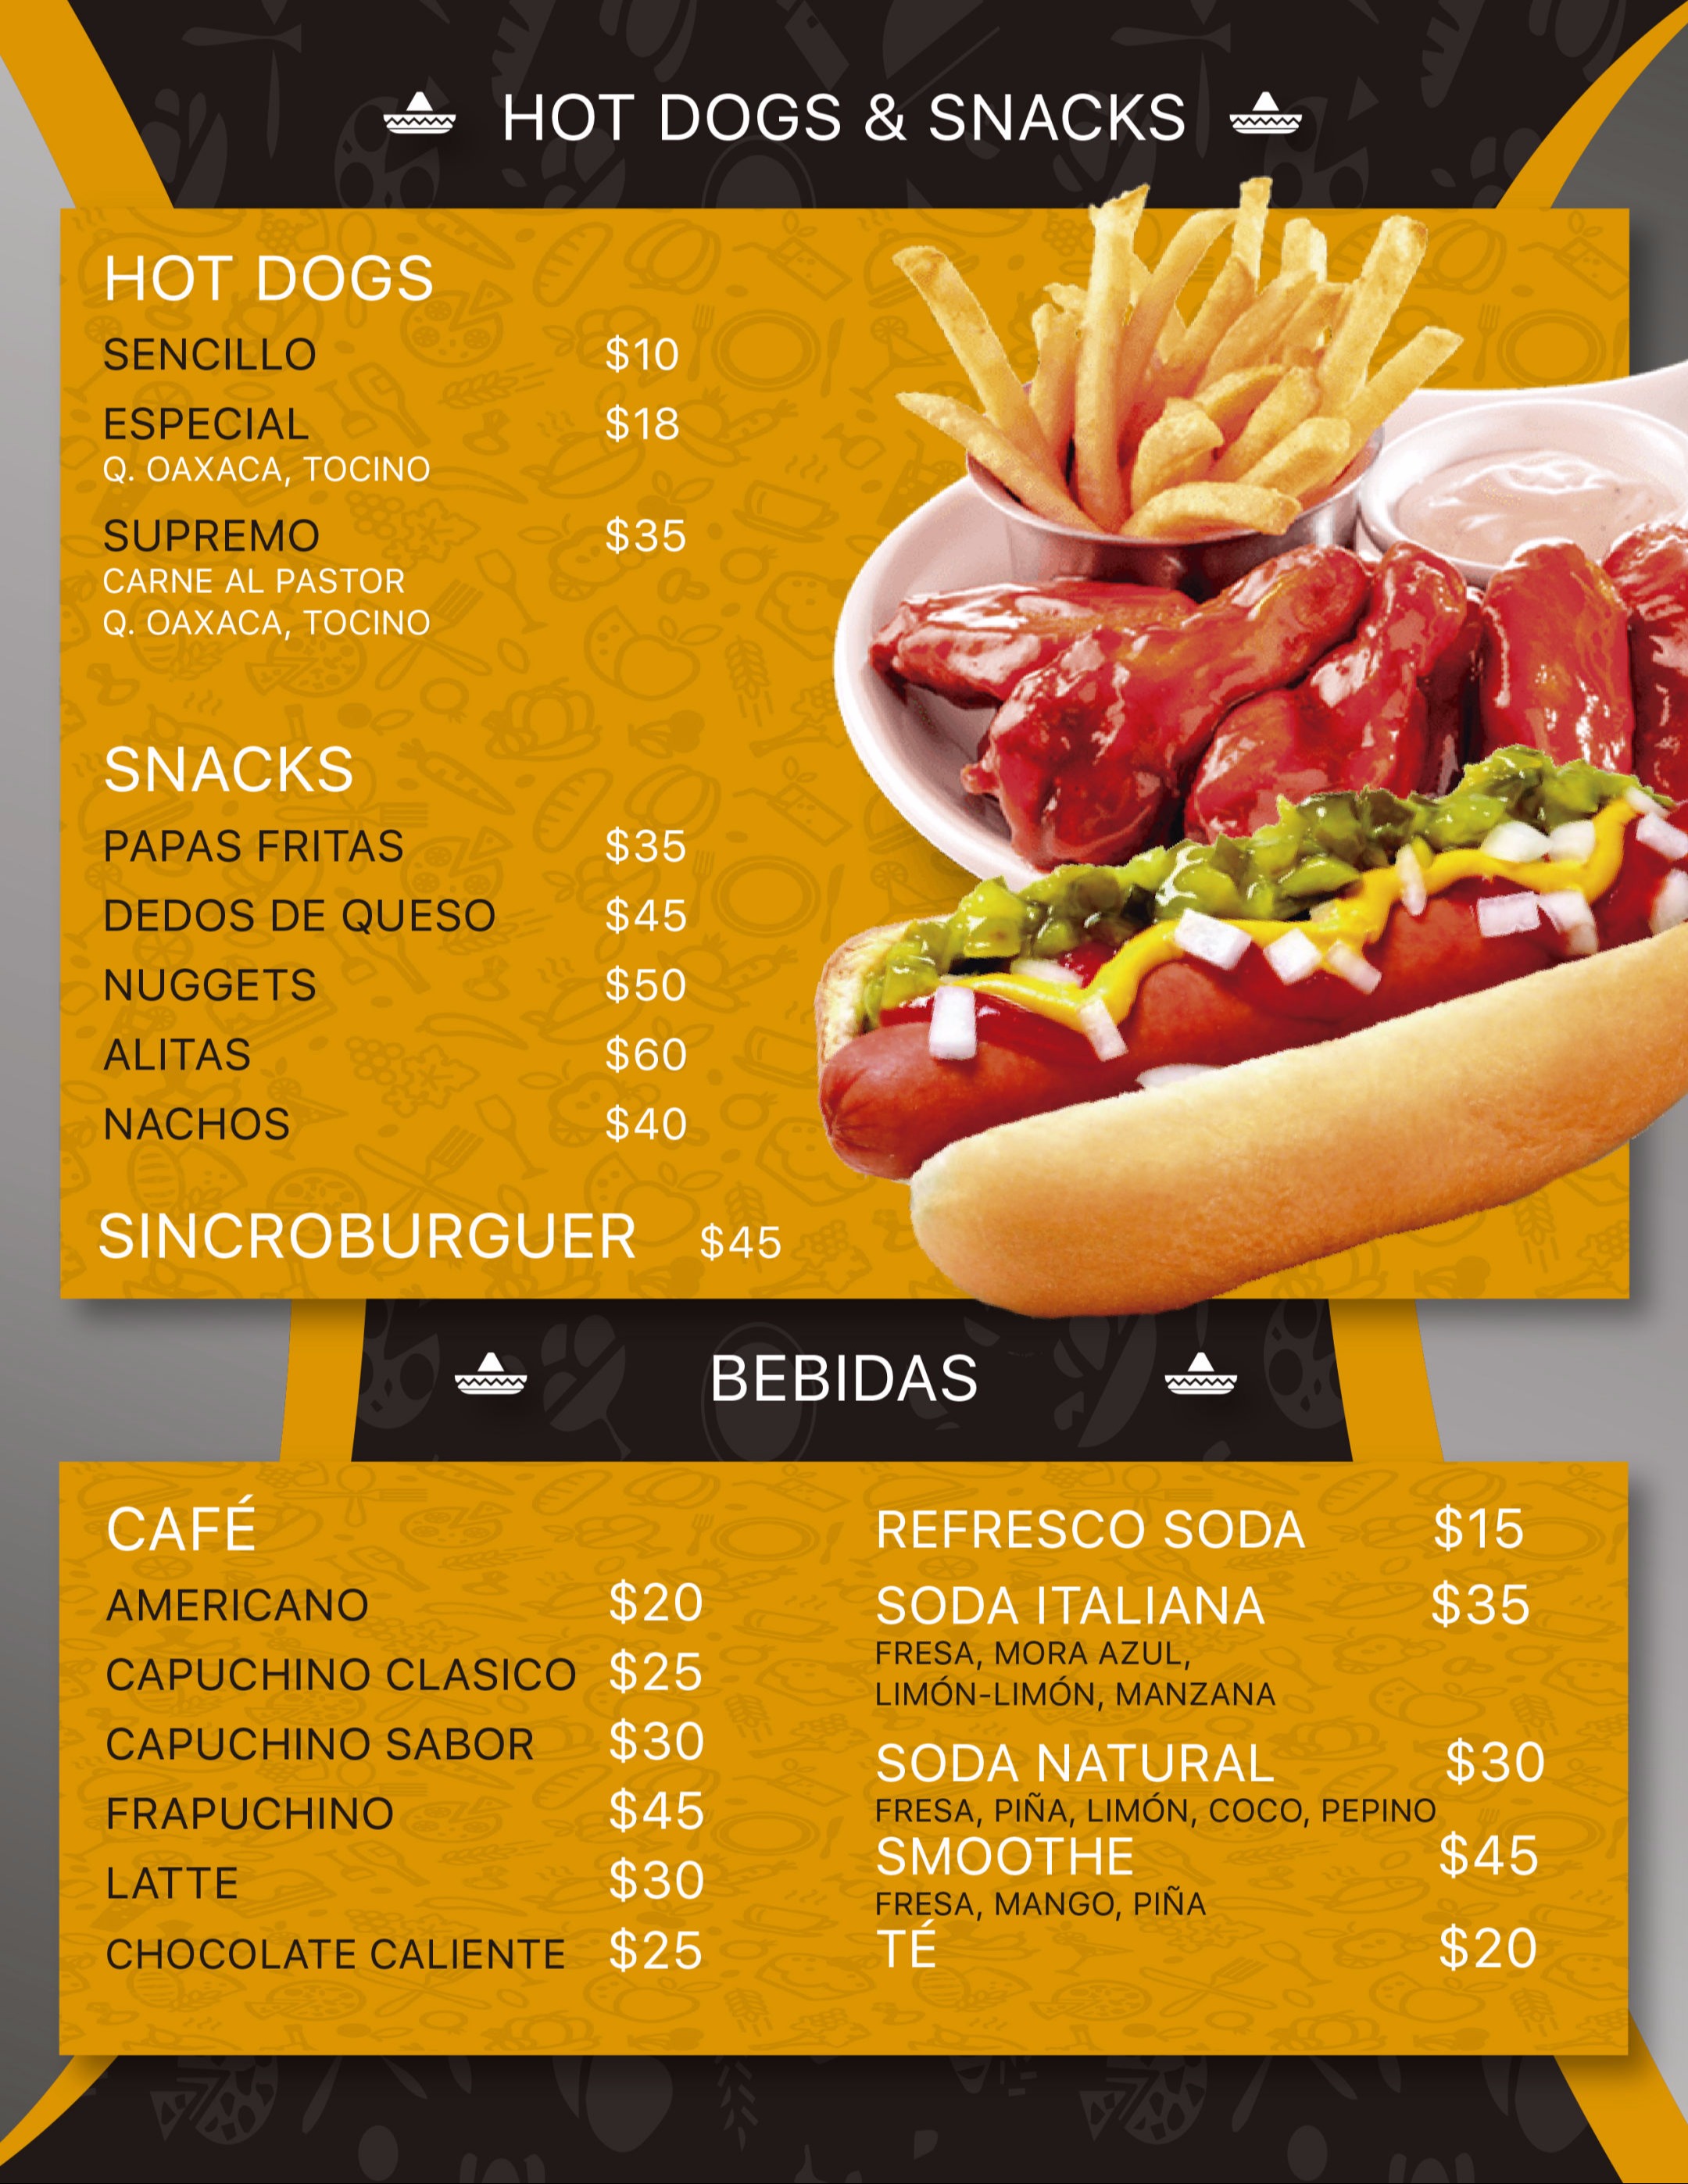 HOT DOGS & SNACKS
HOT DOGS
SENCILLO $10
ESPECIAL $18
Q. OAXACA, TOCINO
SUPREMO $35
CARNE AL PASTOR
Q. OAXACA, TOCINO
SNACKS
PAPAS FRITAS $35
DEDOS DE QUESO $45
NUGGETS $50
ALITAS $60
NACHOS $40
SINCROBURGUER $45
BEBIDAS
CAFÉ
AMERICANO $20
CAPUCHINO CLASICO $25
CAPUCHINO SABOR $30
FRAPUCHINO $45
LATTE $30
CHOCOLATE CALIENTE $25
REFRESCO SODA $15
SODA ITALIANA $35
FRESA, MORA AZUL,
LIMÓN-LIMÓN, MANZANA
SODA NATURAL $30
FRESA, PIÑA, LIMÓN, COCO, PEPINO
SMOOTHE $45
FRESA, MANGO, PIÑA
TÉ $20